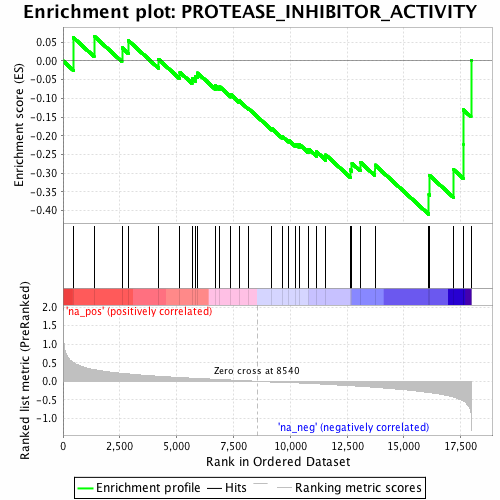 Enrichment plot: PROTEASE_INHIBITOR_ACTIVITY
Enrichment score (ES)
0.05
0.00
-0.05
-0.10
-0.15
-0.20
-0.25
-0.30
-0.35
-0.40
'na_pos' (positively correlated)
Ranked list metric (PreRanked)
2.0
1.5
1.0
0.5
0.0
-0.5
-1.0
Zero cross at 8540
'na_neg' (negatively correlated)
0
2,500
5,000
7,500
10,000
12,500
15,000
17,500
Rank in Ordered Dataset
Enrichment profile
Hits
Ranking metric scores